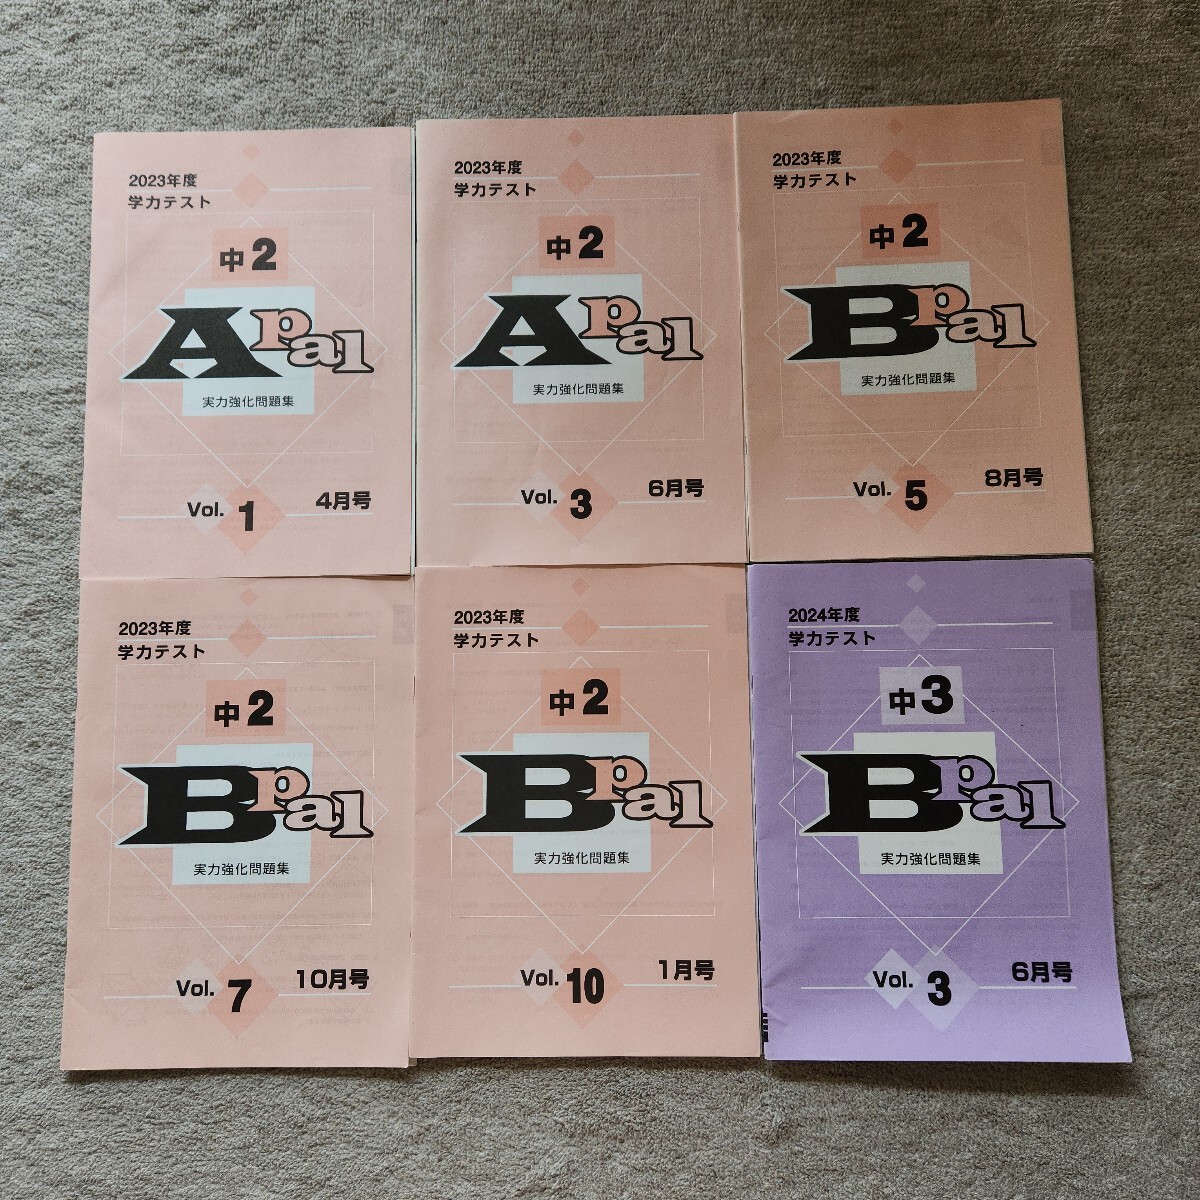 2023年度
学力テスト
中2
Apal
実力強化問題集
Vol. 1 4月号
2023年度
学力テスト
中2
Apal
実力強化問題集
Vol. 3 6月号
2023年度
学力テスト
中2
Bpal
実力強化問題集
Vol. 5 8月号
2023年度
学力テスト
中2
Bpal
実力強化問題集
Vol. 7 10月号
2023年度
学力テスト
中2
Bpal
実力強化問題集
Vol. 10 1月号
2024年度
学力テスト
中3
Bpal
実力強化問題集
Vol. 3 6月号